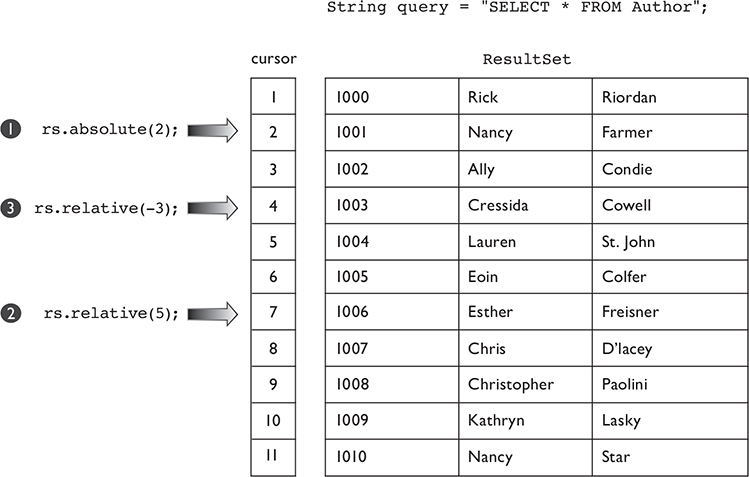 String query = "SELECT * FROM Author";
cursor ResultSet
1 1000 Rick Riordan
1 rs.absolute(2); 2 1001 Nancy Farmer
3 1002 Ally Condie
3 rs.relative(-3); 4 1003 Cressida Cowell
5 1004 Lauren St. John
6 1005 Eoin Colfer
2 rs.relative(5); 7 1006 Esther Freisner
8 1007 Chris D'lacey
9 1008 Christopher Paolini
10 1009 Kathryn Lasky
11 1010 Nancy Star